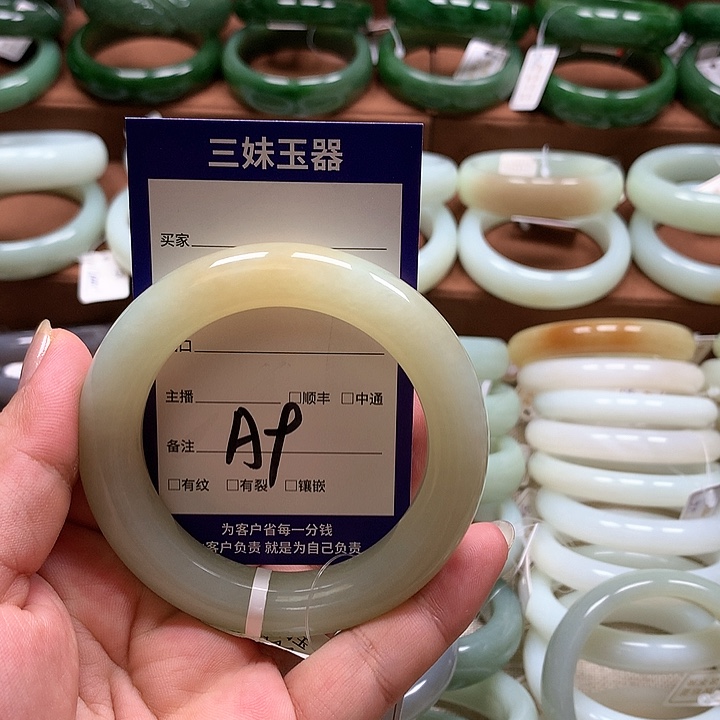 三妹玉器
买家
口
主播 □顺丰 □中通
备注 AP
□有纹 □有裂 □镶嵌
为客户省每一分钱
客户负责 就是为自己负责